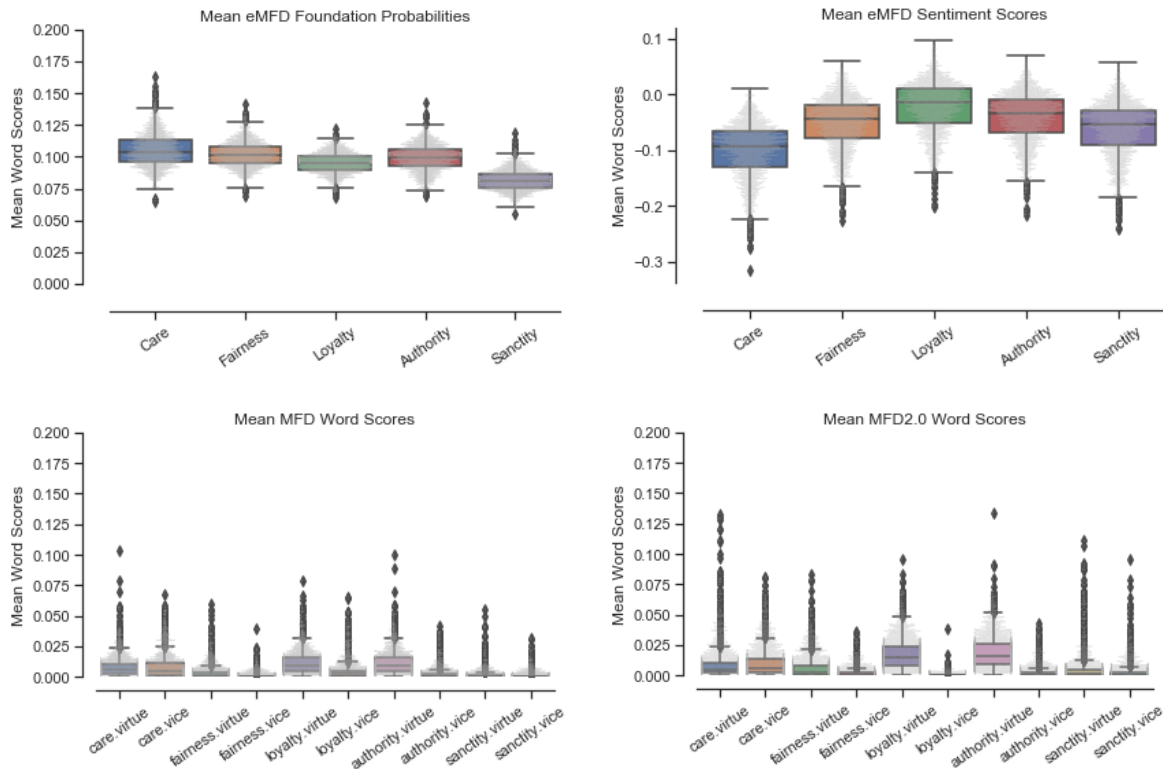 Mean eMFD Foundation Probabilities
Mean Word Scores
0.200
0.175
0.150
0.125
0.100
0.075
0.050
0.025
0.000
Care
Fairness
Loyalty
Authority
Sanctity
Mean eMFD Sentiment Scores
Mean Word Scores
0.1
0.0
−0.1
−0.2
−0.3
Care
Fairness
Loyalty
Authority
Sanctity
Mean MFD Word Scores
Mean Word Scores
0.200
0.175
0.150
0.125
0.100
0.075
0.050
0.025
0.000
care.virtue
care.vice
fairness.virtue
fairness.vice
loyalty.virtue
loyalty.vice
authority.virtue
authority.vice
sanctity.virtue
sanctity.vice
Mean MFD2.0 Word Scores
Mean Word Scores
0.200
0.175
0.150
0.125
0.100
0.075
0.050
0.025
0.000
care.virtue
care.vice
fairness.virtue
fairness.vice
loyalty.virtue
loyalty.vice
authority.virtue
authority.vice
sanctity.virtue
sanctity.vice